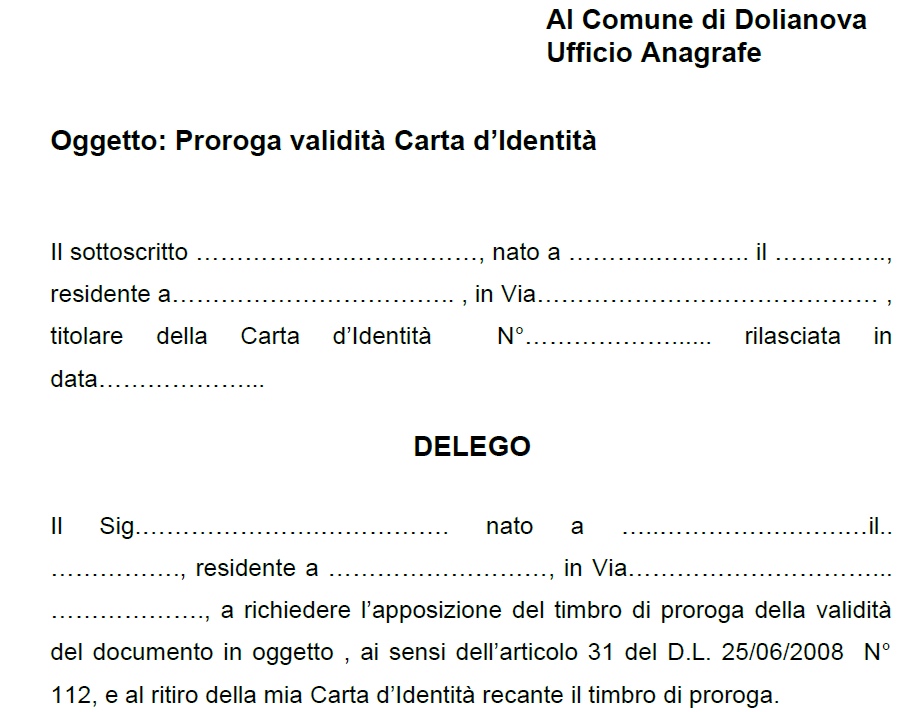 Al Comune di Dolianova
Ufficio Anagrafe
Oggetto: Proroga validità Carta d'Identità
Il sottoscritto ……………….…….………, nato a ………..……….. il …………..,
residente a…………………………….. , in Via…………………………………… ,
titolare della Carta d'Identità N°………………...... rilasciata in
data………………...
DELEGO
Il Sig.………………….……………. nato a …..…………….……….…il..
……………., residente a ………………………, in Via…………………………...
………………., a richiedere l'apposizione del timbro di proroga della validità
del documento in oggetto , ai sensi dell'articolo 31 del D.L. 25/06/2008 N°
112, e al ritiro della mia Carta d'Identità recante il timbro di proroga.